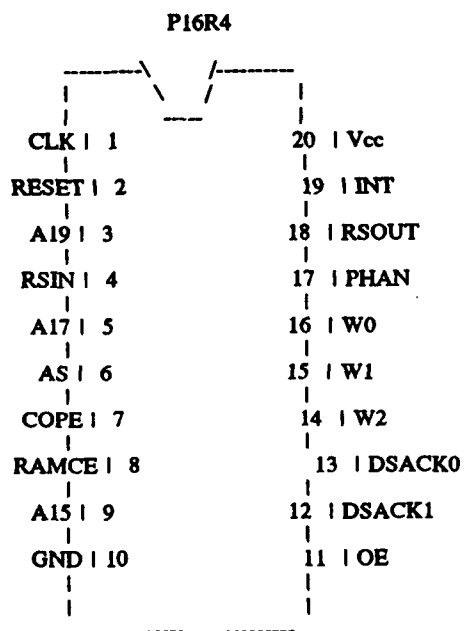 P16R4
CLK | 1 20 | Vcc
RESET | 2 19 | INT
A19 | 3 18 | RSOUT
RSIN | 4 17 | PHAN
A17 | 5 16 | W0
AS | 6 15 | W1
COPE | 7 14 | W2
RAMCE | 8 13 | DSACK0
A15 | 9 12 | DSACK1
GND | 10 11 | OE